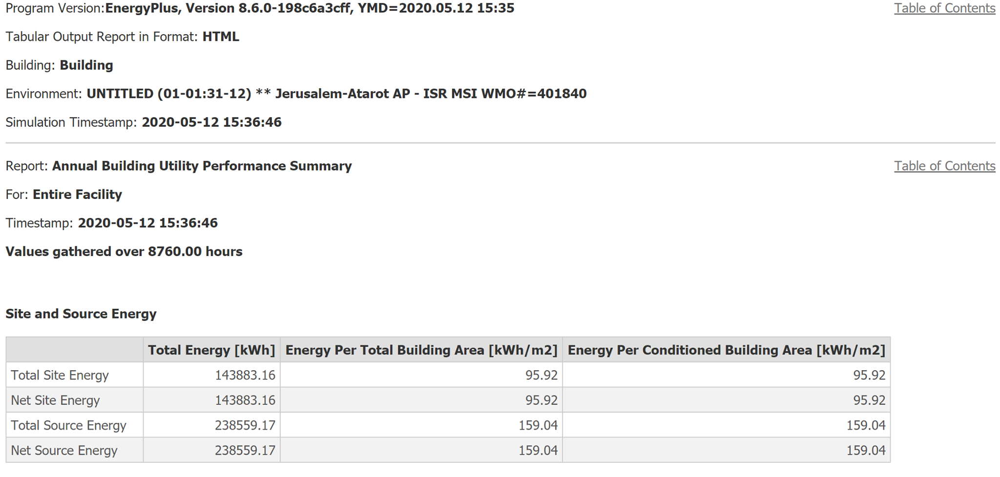 Program Version:EnergyPlus, Version 8.6.0-198c6a3cff, YMD=2020.05.12 15:35
Table of Contents
Tabular Output Report in Format: HTML
Building: Building
Environment: UNTITLED (01-01:31-12) ** Jerusalem-Atarot AP - ISR MSI WMO#=401840
Simulation Timestamp: 2020-05-12 15:36:46
Report: Annual Building Utility Performance Summary
Table of Contents
For: Entire Facility
Timestamp: 2020-05-12 15:36:46
Values gathered over 8760.00 hours
Site and Source Energy
Total Energy [kWh] Energy Per Total Building Area [kWh/m2] Energy Per Conditioned Building Area [kWh/m2]
Total Site Energy 143883.16 95.92 95.92
Net Site Energy 143883.16 95.92 95.92
Total Source Energy 238559.17 159.04 159.04
Net Source Energy 238559.17 159.04 159.04